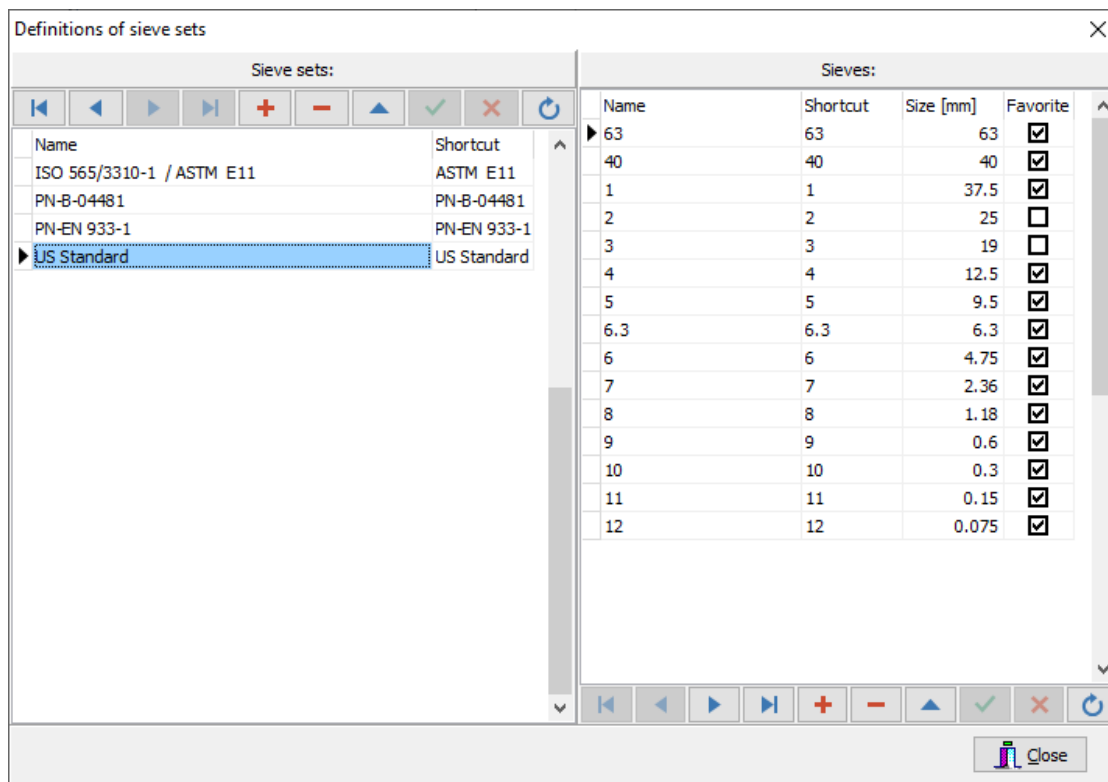 Definitions of sieve sets
Sieve sets:
Name Shortcut
ISO 565/3310-1 / ASTM E11 ASTM E11
PN-B-04481 PN-B-04481
PN-EN 933-1 PN-EN 933-1
US Standard US Standard
Sieves:
Name Shortcut Size [mm] Favorite
63 63 63
40 40 40
1 1 37.5
2 2 25
3 3 19
4 4 12.5
5 5 9.5
6.3 6.3 6.3
6 6 4.75
7 7 2.36
8 8 1.18
9 9 0.6
10 10 0.3
11 11 0.15
12 12 0.075
Close